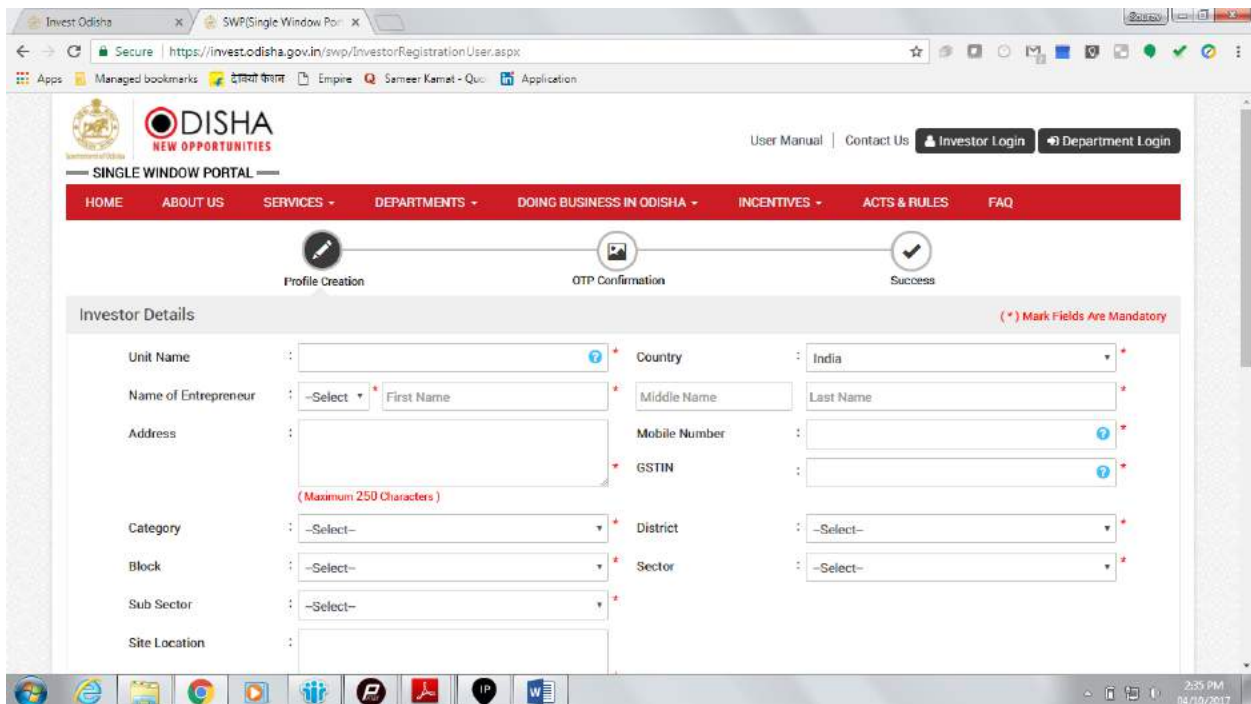 Invest Odisha
SWP(Single Window Por
Secure | https://invest.odisha.gov.in/swp/InvestorRegistrationUser.aspx
Apps Managed bookmarks Empire Sameer Kamat - Quo Application
ODISHA
NEW OPPORTUNITIES
SINGLE WINDOW PORTAL
User Manual | Contact Us Investor Login Department Login
HOME ABOUT US SERVICES DEPARTMENTS DOING BUSINESS IN ODISHA INCENTIVES ACTS & RULES FAQ
Profile Creation OTP Confirmation Success
Investor Details (*) Mark Fields Are Mandatory
Unit Name : ? * Country : India *
Name of Entrepreneur : --Select * First Name * Middle Name Last Name *
Address : * Mobile Number : ? *
GSTIN : ? *
( Maximum 250 Characters )
Category : --Select-- * District : --Select-- *
Block : --Select-- * Sector : --Select-- *
Sub Sector : --Select-- *
Site Location :
2:35 PM
04/10/2017